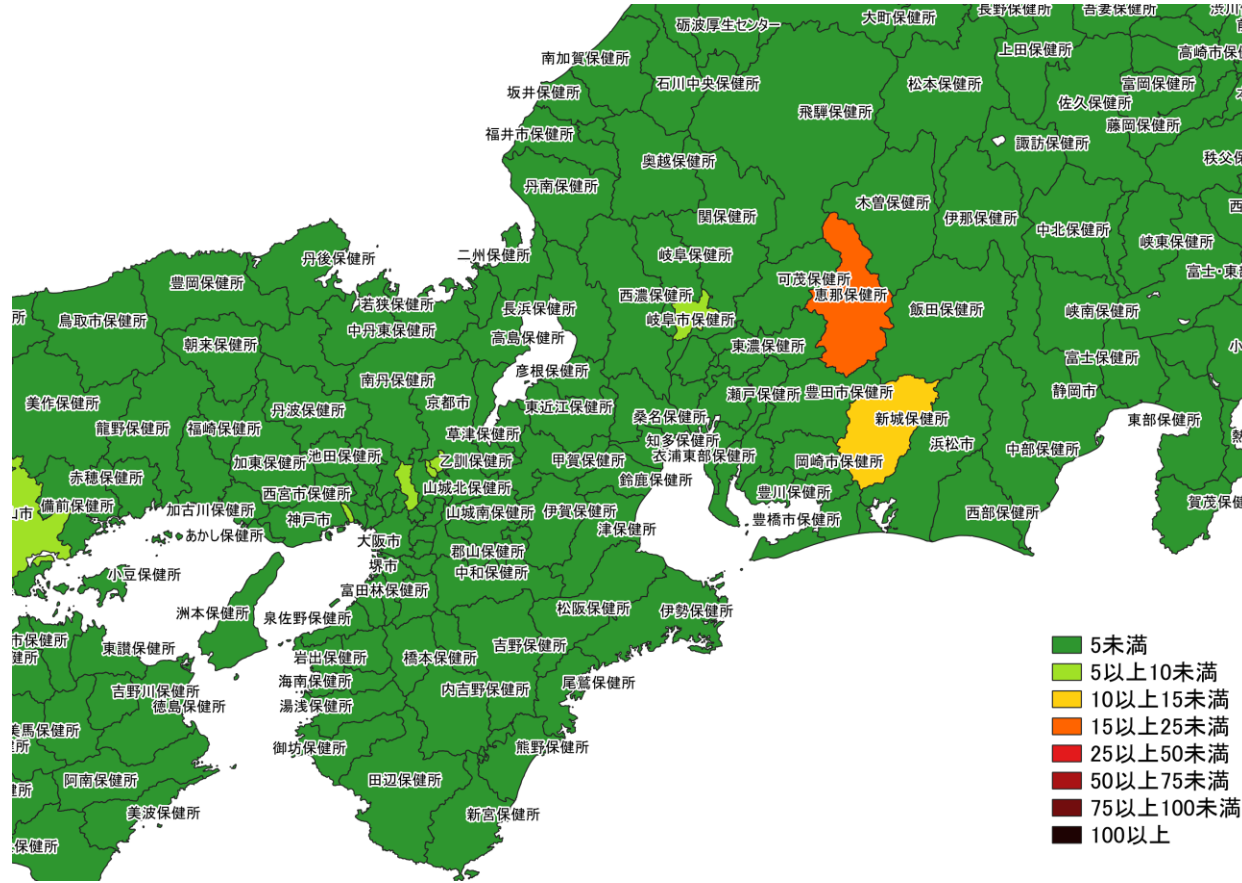 砺波厚生センター
大町保健所
長野保健所
吾妻保健所
渋川
南加賀保健所
上田保健所
高崎市保健
石川中央保健所
松本保健所
富岡保健所
坂井保健所
佐久保健所
飛騨保健所
藤岡保健所
福井市保健所
諏訪保健所
奥越保健所
秩父保
丹南保健所
木曽保健所
関保健所
伊那保健所
中北保健所
西
峡東保健所
二州保健所
岐阜保健所
丹後保健所
富士・東部
豊岡保健所
可茂保健所
西濃保健所
恵那保健所
若狭保健所
長浜保健所
飯田保健所
峡南保健所
所
鳥取市保健所
岐阜市保健所
中丹東保健所
高島保健所
朝来保健所
東濃保健所
小
富士保健所
彦根保健所
南丹保健所
静岡市
瀬戸保健所
豊田市保健所
美作保健所
京都市
東近江保健所
丹波保健所
桑名保健所
新城保健所
東部保健所
龍野保健所
福崎保健所
草津保健所
知多保健所
浜松市
中部保健所
熱
池田保健所
衣浦東部保健所
加東保健所
乙訓保健所
甲賀保健所
岡崎市保健所
赤穂保健所
鈴鹿保健所
山城北保健所
西宮市保健所
豊川保健所
賀茂保健
備前保健所
加古川保健所
山城南保健所
伊賀保健所
西部保健所
山市
神戸市
豊橋市保健所
津保健所
あかし保健所
大阪市
郡山保健所
堺市
中和保健所
小豆保健所
富田林保健所
松阪保健所
伊勢保健所
洲本保健所
泉佐野保健所
市保健所
東讃保健所
吉野保健所
健所
岩出保健所
橋本保健所
5未満
海南保健所
内吉野保健所
尾鷲保健所
5以上10未満
吉野川保健所
徳島保健所
湯浅保健所
10以上15未満
美馬保健所
15以上25未満
健所
御坊保健所
熊野保健所
25以上50未満
阿南保健所
田辺保健所
50以上75未満
健所
75以上100未満
美波保健所
新宮保健所
100以上
保健所